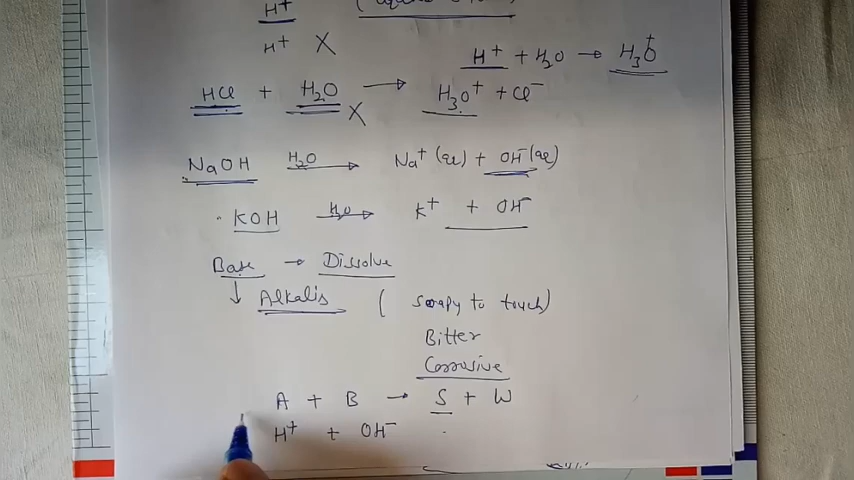 H⁺
H⁺ X
H⁺ + H₂O → H₃O⁺
HCl + H₂O → H₃O⁺ + Cl⁻
X
NaOH H₂O → Na⁺ (aq) + OH⁻ (aq)
· KOH H₂O → K⁺ + OH⁻
Base → Dissolve
↓ Alkalis ( Soapy to touch)
Bitter
Corrosive
A + B → S + W
H⁺ + OH⁻